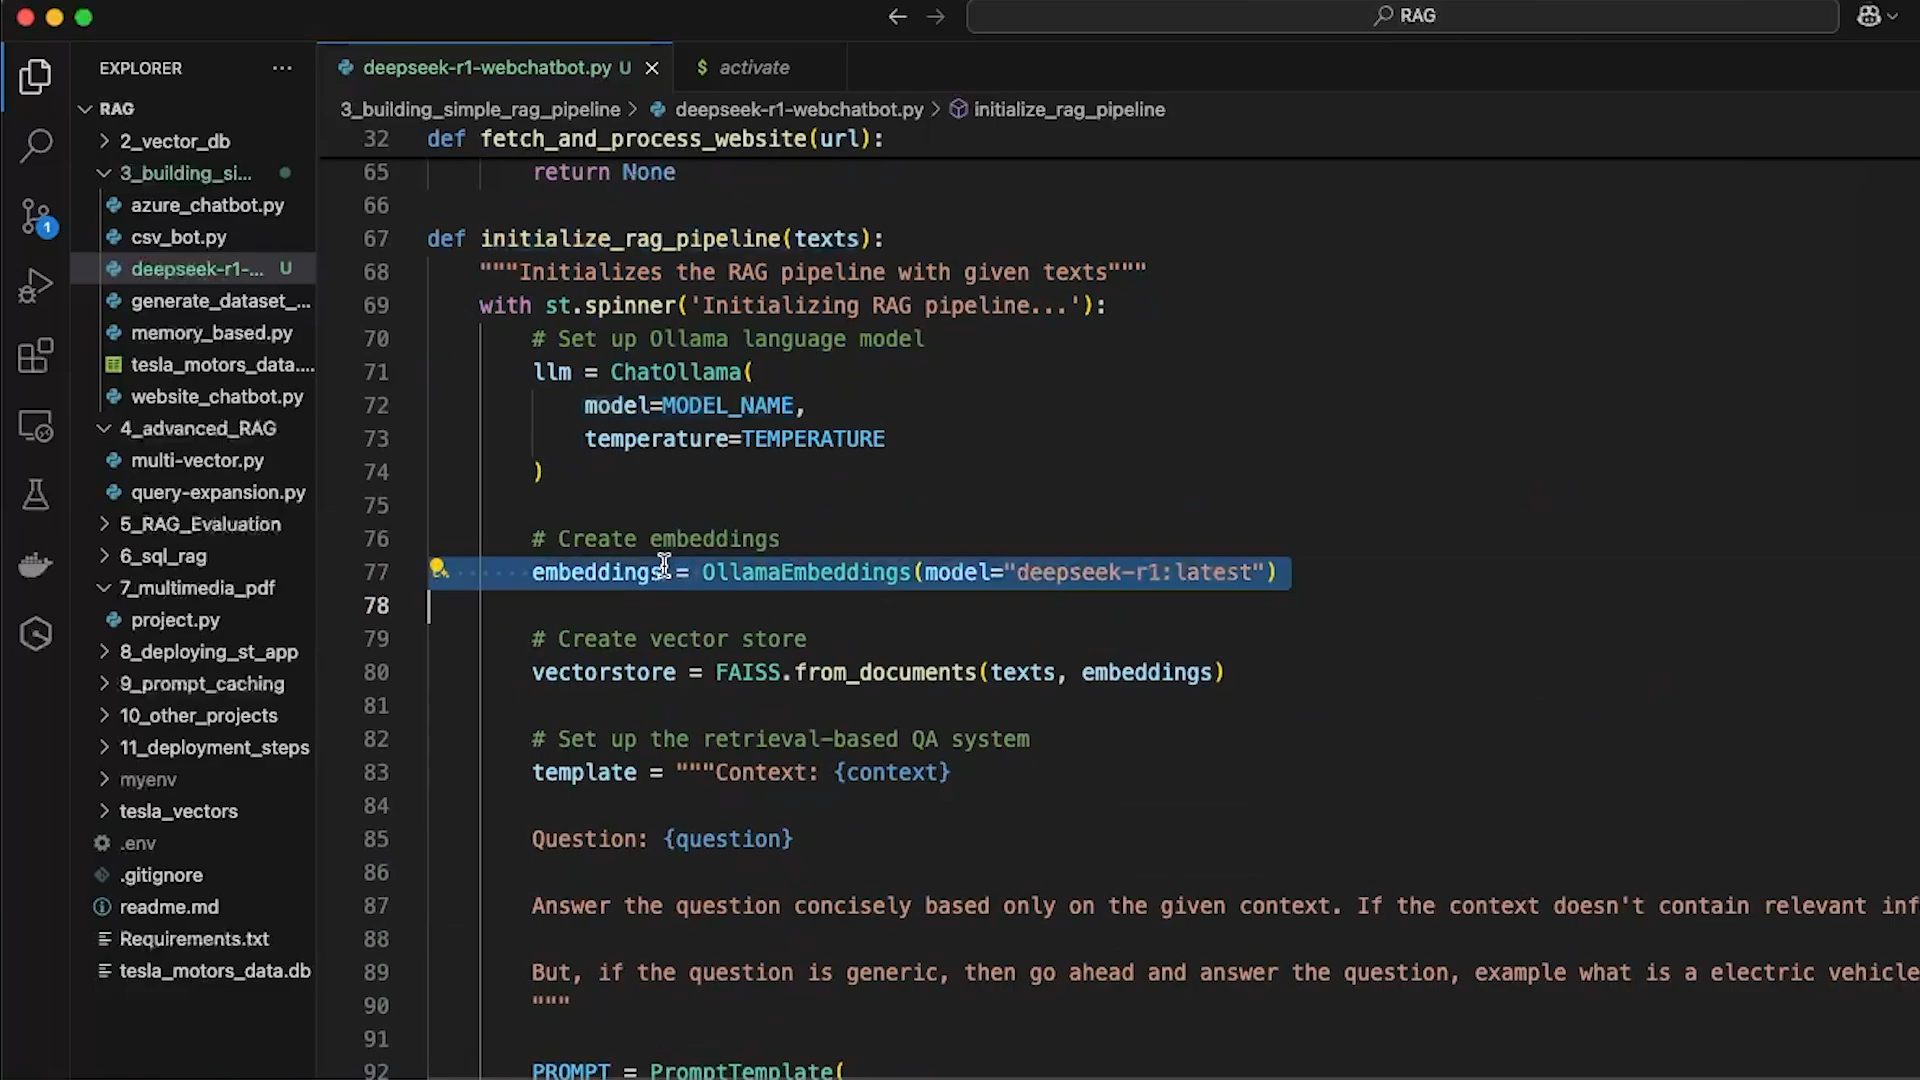 RAG
EXPLORER
deepseek-r1-webchatbot.py U
$ activate
RAG
2_vector_db
3_building_si...
azure_chatbot.py
csv_bot.py
deepseek-r1-... U
generate_dataset_...
memory_based.py
tesla_motors_data....
website_chatbot.py
4_advanced_RAG
multi-vector.py
query-expansion.py
5_RAG_Evaluation
6_sql_rag
7_multimedia_pdf
project.py
8_deploying_st_app
9_prompt_caching
10_other_projects
11_deployment_steps
myenv
tesla_vectors
.env
.gitignore
readme.md
Requirements.txt
tesla_motors_data.db
1
3_building_simple_rag_pipeline > deepseek-r1-webchatbot.py > initialize_rag_pipeline
32 def fetch_and_process_website(url):
65 return None
66
67 def initialize_rag_pipeline(texts):
68 """Initializes the RAG pipeline with given texts"""
69 with st.spinner('Initializing RAG pipeline...'):
70 # Set up Ollama language model
71 llm = ChatOllama(
72 model=MODEL_NAME,
73 temperature=TEMPERATURE
74 )
75
76 # Create embeddings
77 embeddings = OllamaEmbeddings(model="deepseek-r1:latest")
78
79 # Create vector store
80 vectorstore = FAISS.from_documents(texts, embeddings)
81
82 # Set up the retrieval-based QA system
83 template = """Context: {context}
84
85 Question: {question}
86
87 Answer the question concisely based only on the given context. If the context doesn't contain relevant inf
88
89 But, if the question is generic, then go ahead and answer the question, example what is a electric vehicle
90 """
91
92 PROMPT = PromptTemplate(